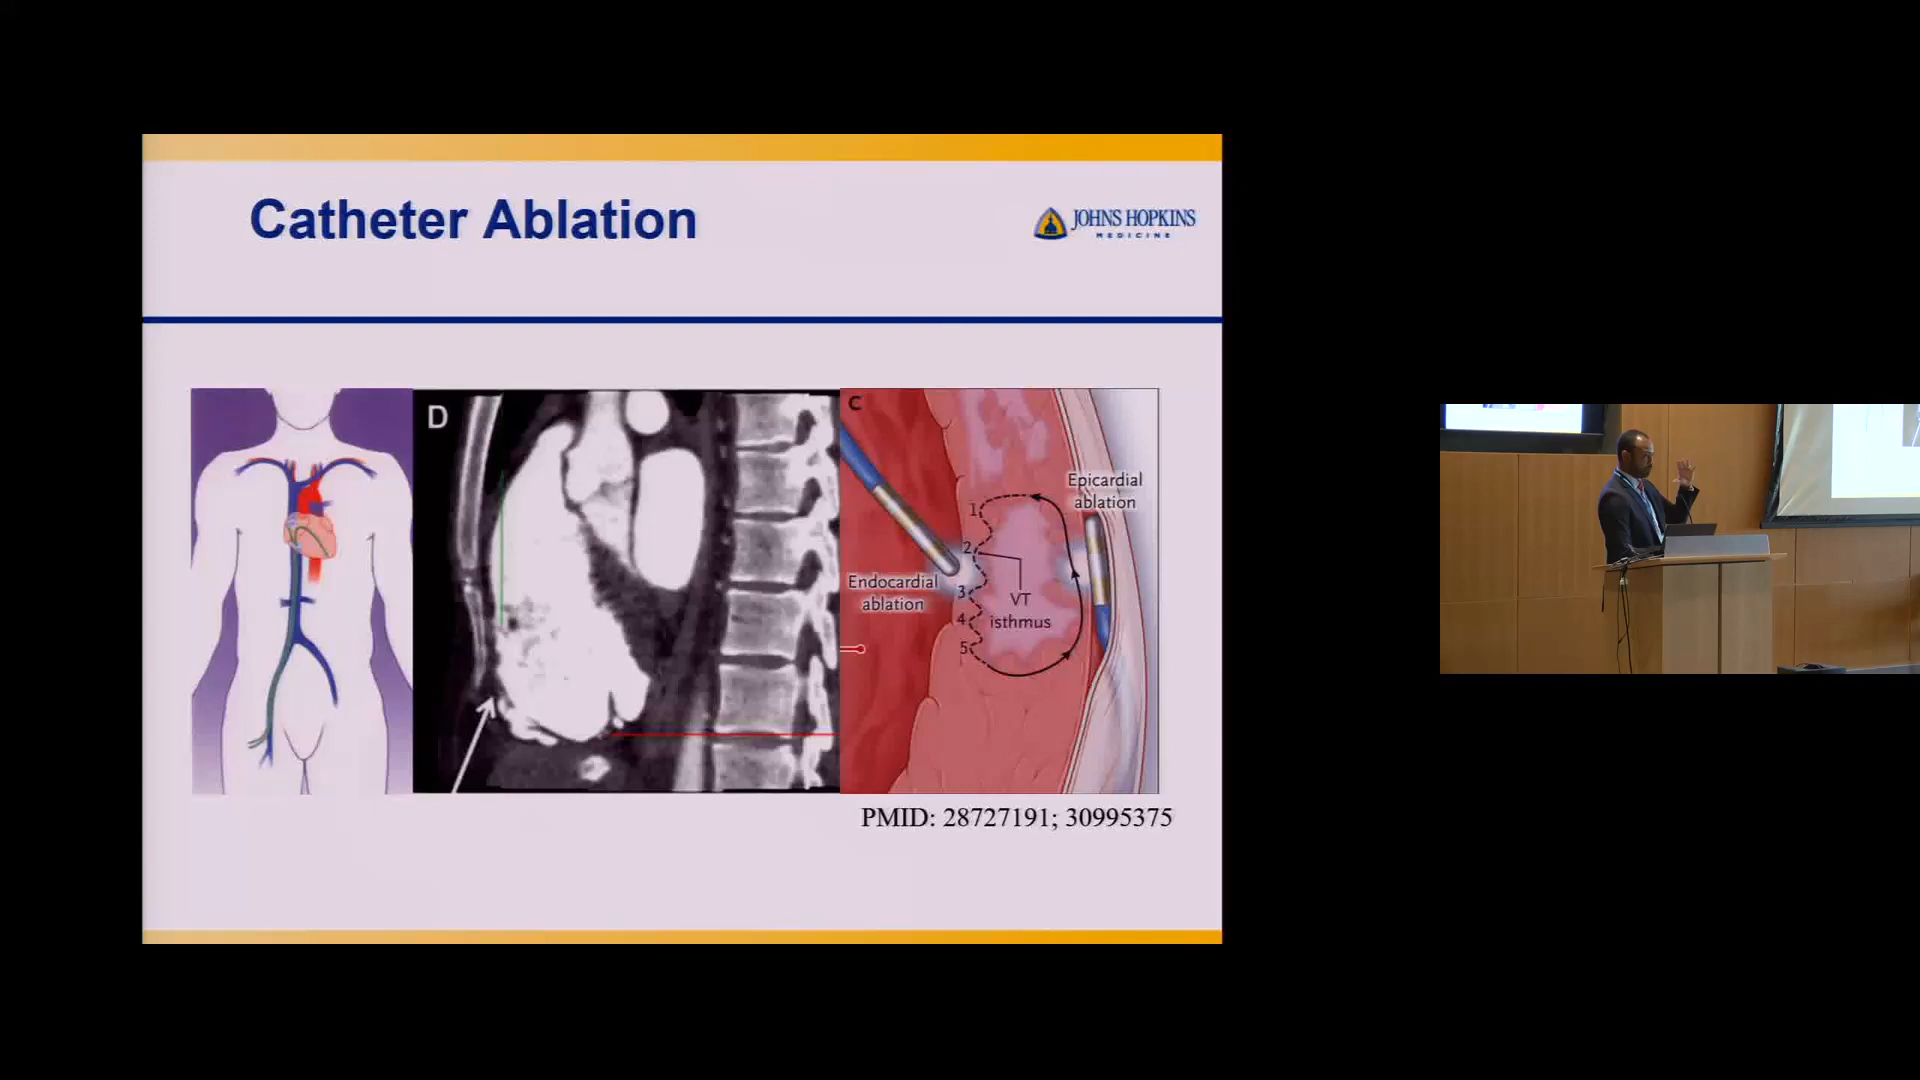 Catheter Ablation
JOHNS HOPKINS
MEDICINE
D
C
Epicardial
ablation
1
2
Endocardial
ablation
3
VT
4
isthmus
5
PMID: 28727191; 30995375